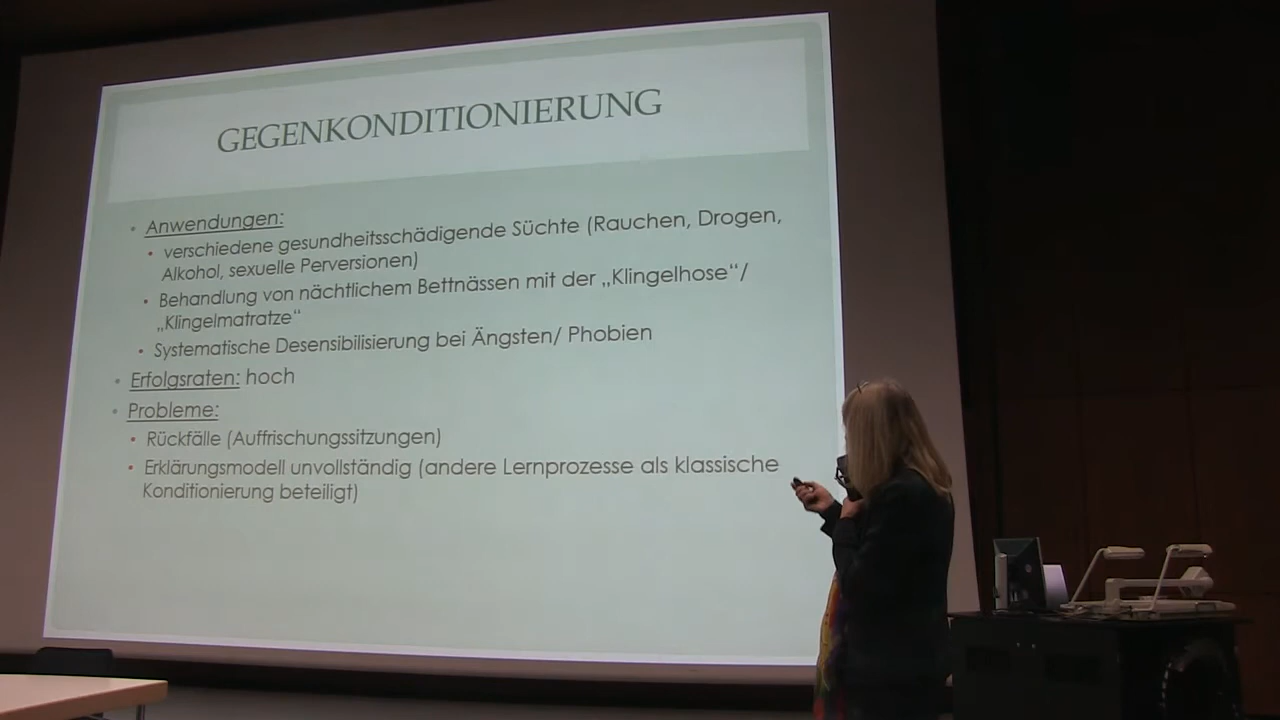 GEGENKONDITIONIERUNG
• Anwendungen:
• verschiedene gesundheitsschädigende Süchte (Rauchen, Drogen,
Alkohol, sexuelle Perversionen)
• Behandlung von nächtlichem Bettnässen mit der „Klingelhose“/
„Klingelmatratze“
• Systematische Desensibilisierung bei Ängsten/ Phobien
• Erfolgsraten: hoch
• Probleme:
• Rückfälle (Auffrischungssitzungen)
• Erklärungsmodell unvollständig (andere Lernprozesse als klassische
Konditionierung beteiligt)